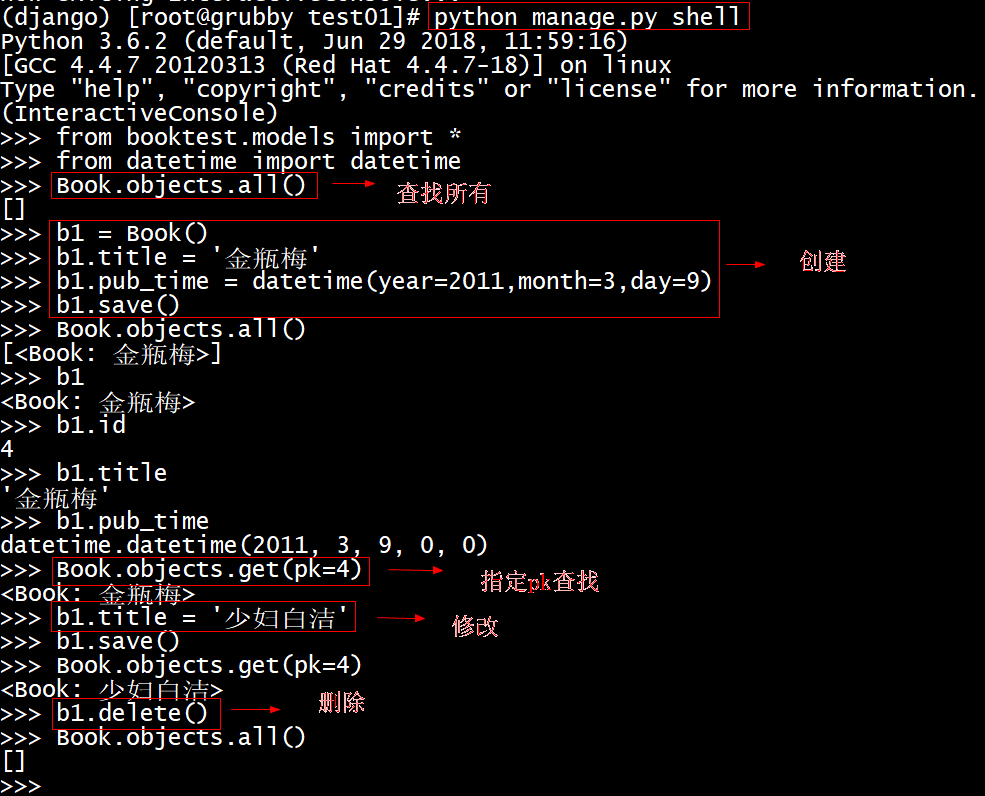 (django) [root@grubby test01]# python manage.py shell
Python 3.6.2 (default, Jun 29 2018, 11:59:16)
[GCC 4.4.7 20120313 (Red Hat 4.4.7-18)] on linux
Type "help", "copyright", "credits" or "license" for more information.
(InteractiveConsole)
>>> from booktest.models import *
>>> from datetime import datetime
>>> Book.objects.all() 查找所有
[]
>>> b1 = Book()
>>> b1.title = '金瓶梅' 创建
>>> b1.pub_time = datetime(year=2011,month=3,day=9)
>>> b1.save()
>>> Book.objects.all()
[<Book: 金瓶梅>]
>>> b1
<Book: 金瓶梅>
>>> b1.id
4
>>> b1.title
'金瓶梅'
>>> b1.pub_time
datetime.datetime(2011, 3, 9, 0, 0)
>>> Book.objects.get(pk=4) 指定pk查找
<Book: 金瓶梅>
>>> b1.title = '少妇白洁' 修改
>>> b1.save()
>>> Book.objects.get(pk=4)
<Book: 少妇白洁>
>>> b1.delete() 删除
>>> Book.objects.all()
[]
>>>